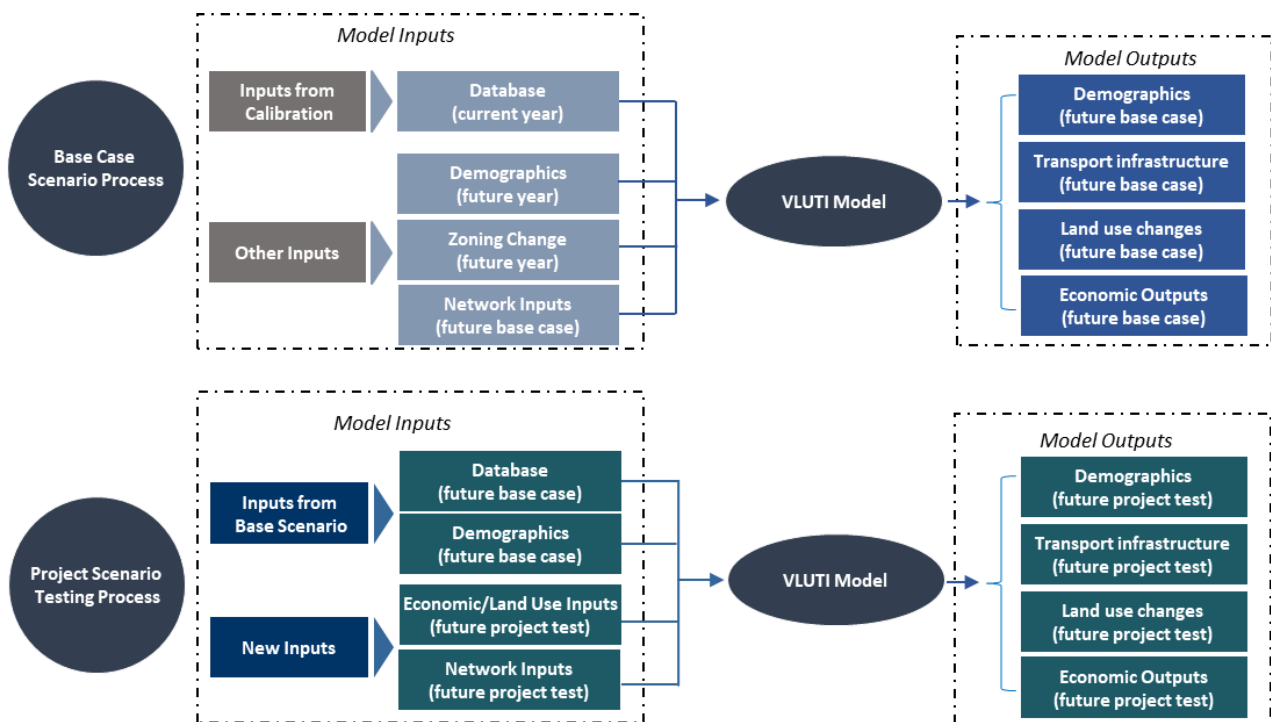 Model Inputs
Model Outputs
Base Case
Scenario Process
Inputs from
Calibration
Database
(current year)
Other Inputs
Demographics
(future year)
Zoning Change
(future year)
Network Inputs
(future base case)
VLUTI Model
Demographics
(future base case)
Transport infrastructure
(future base case)
Land use changes
(future base case)
Economic Outputs
(future base case)
Model Inputs
Model Outputs
Project Scenario
Testing Process
Inputs from
Base Scenario
Database
(future base case)
Demographics
(future base case)
New Inputs
Economic/Land Use Inputs
(future project test)
Network Inputs
(future project test)
VLUTI Model
Demographics
(future project test)
Transport infrastructure
(future project test)
Land use changes
(future project test)
Economic Outputs
(future project test)